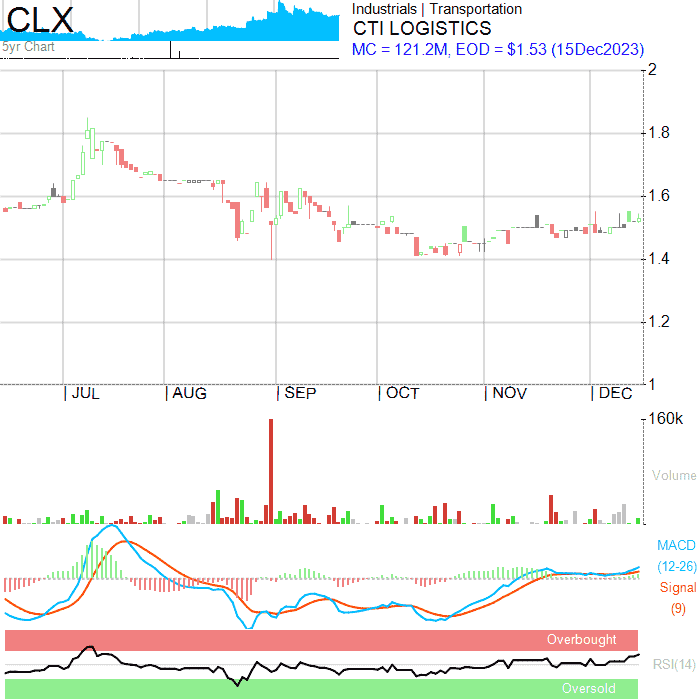 CLX
5yr Chart
Industrials | Transportation
CTI LOGISTICS
MC = 121.2M, EOD = $1.53 (15Dec2023)
2
1.8
1.6
1.4
1.2
1
JUL AUG SEP OCT NOV DEC
160k
Volume
MACD
(12-26)
Signal
(9)
Overbought
RSI(14)
Oversold